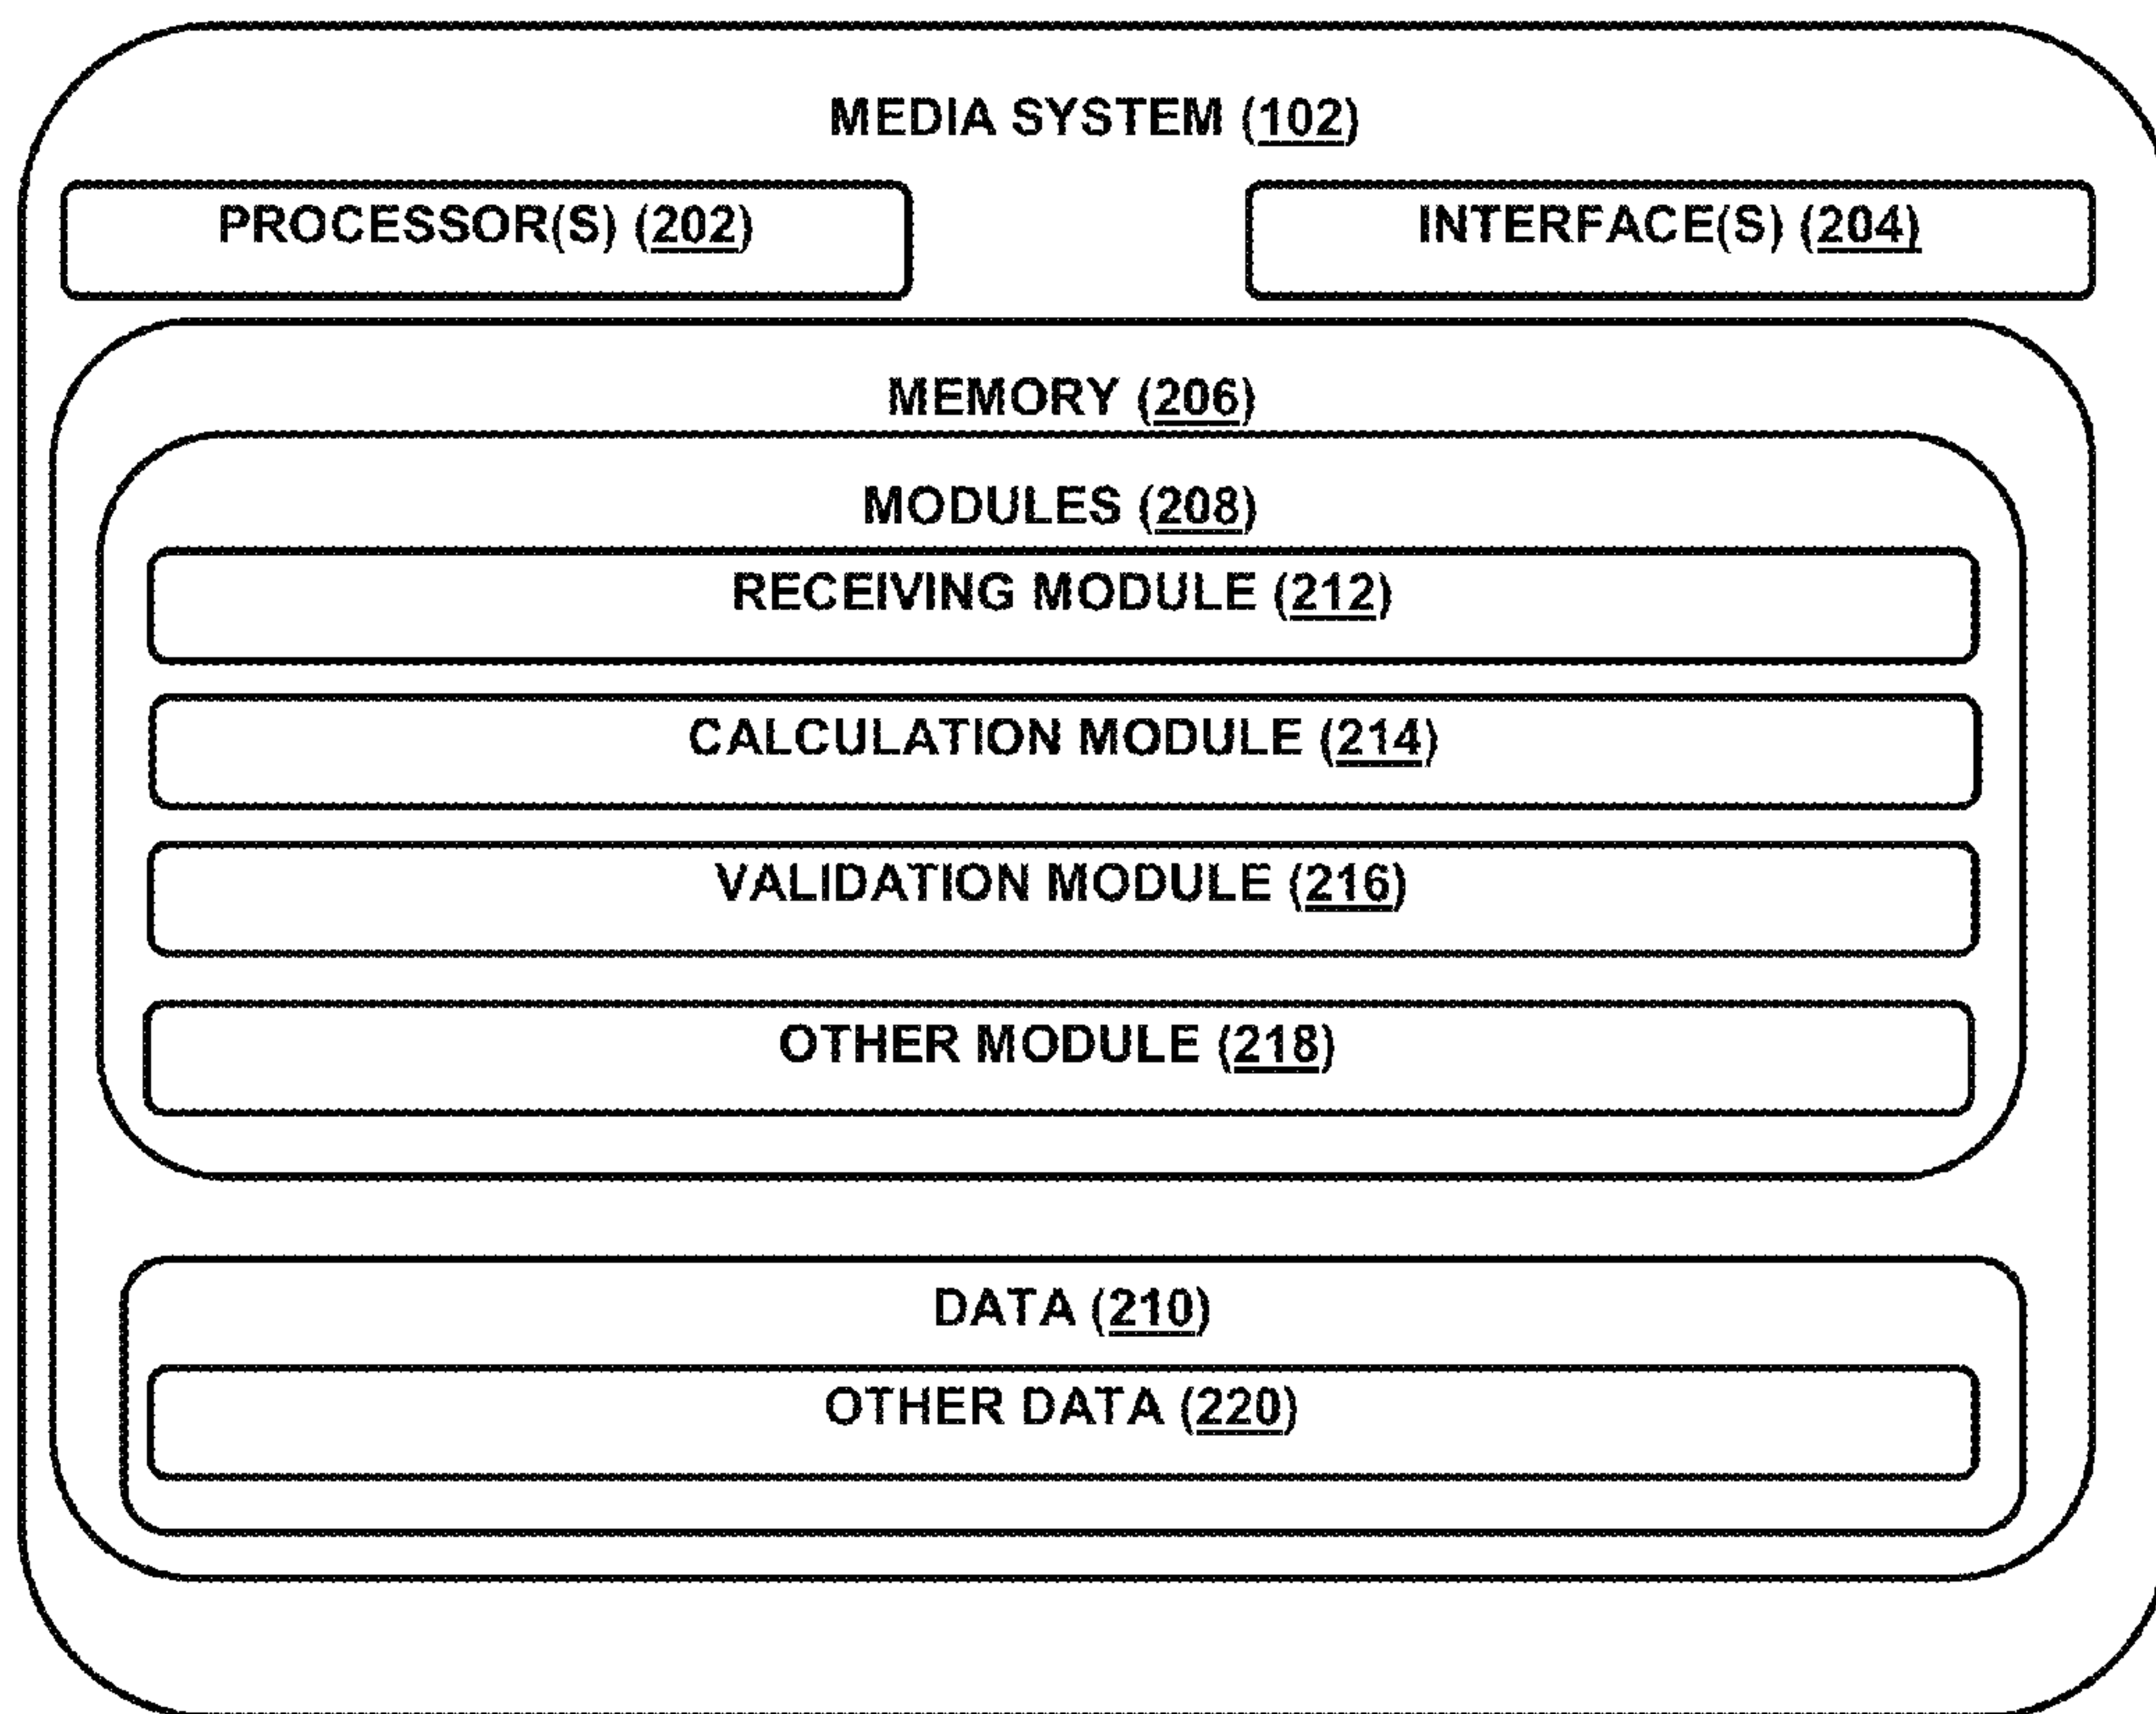 MEDIA SYSTEM (102)
PROCESSOR(S) (202)
INTERFACE(S) (204)
MEMORY (206)
MODULES (208)
RECEIVING MODULE (212)
CALCULATION MODULE (214)
VALIDATION MODULE (216)
OTHER MODULE (218)
DATA (210)
OTHER DATA (220)